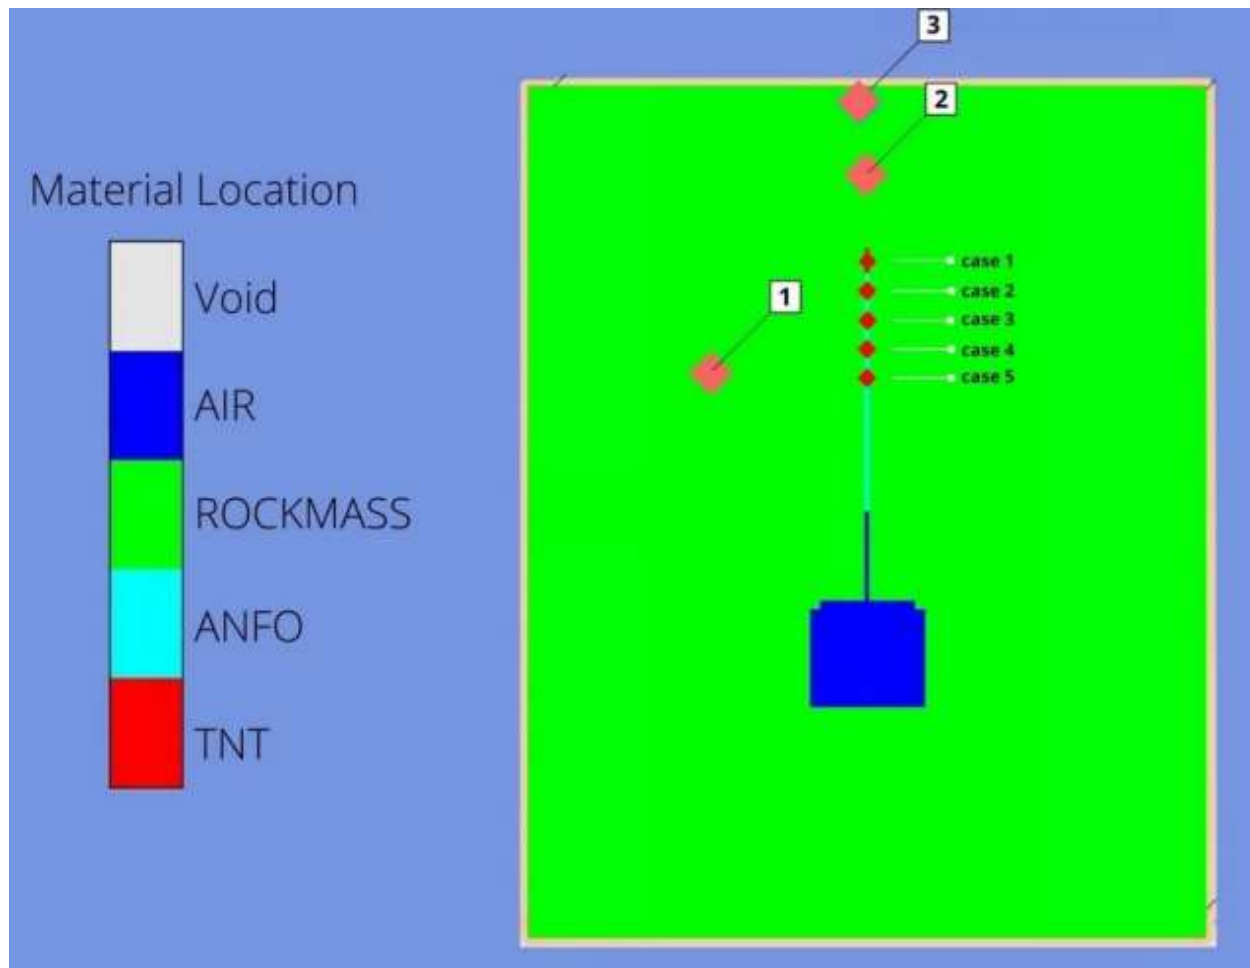 3
2
Material Location
Void
AIR
ROCKMASS
ANFO
TNT
1
case 1
case 2
case 3
case 4
case 5